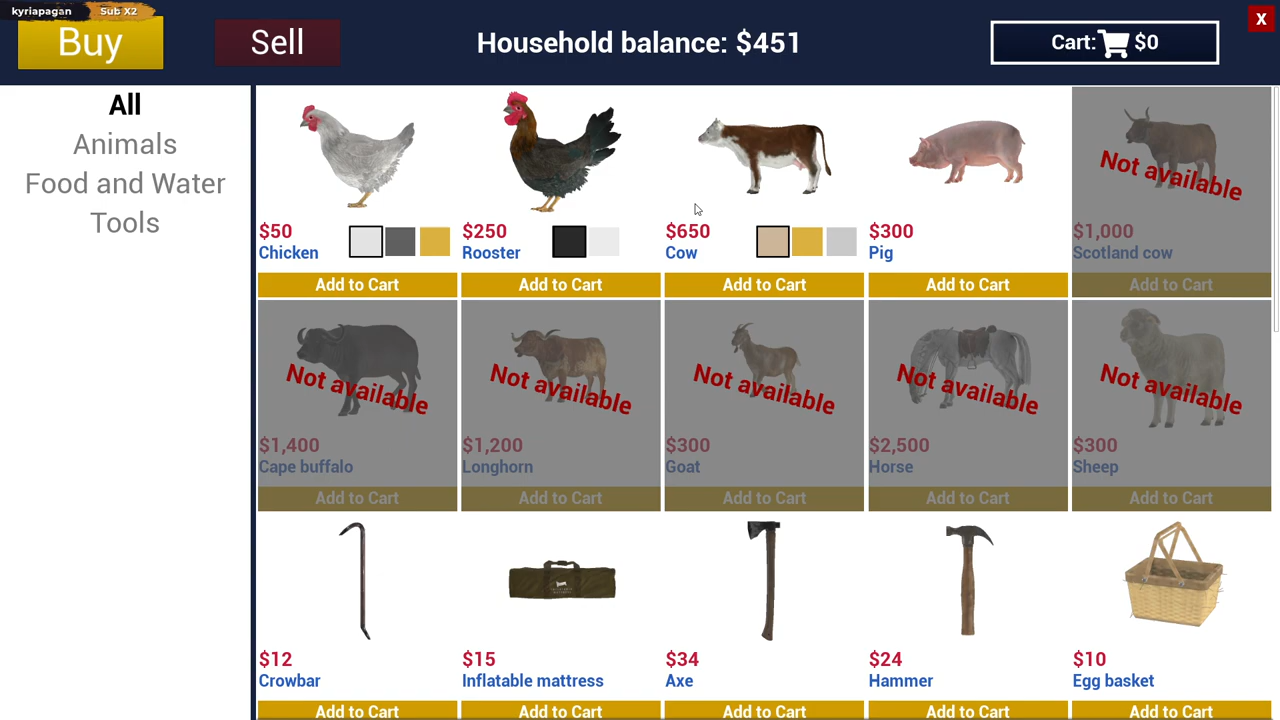 kyriapagan Sub X2
Buy
Sell
Household balance: $451
Cart: $0
X
All
Animals
Food and Water
Tools
$50
Chicken
Add to Cart
$250
Rooster
Add to Cart
$650
Cow
Add to Cart
$300
Pig
Add to Cart
Not available
$1,000
Scotland cow
Add to Cart
Not available
$1,400
Cape buffalo
Add to Cart
Not available
$1,200
Longhorn
Add to Cart
Not available
$300
Goat
Add to Cart
Not available
$2,500
Horse
Add to Cart
Not available
$300
Sheep
Add to Cart
$12
Crowbar
Add to Cart
$15
Inflatable mattress
Add to Cart
$34
Axe
Add to Cart
$24
Hammer
Add to Cart
$10
Egg basket
Add to Cart